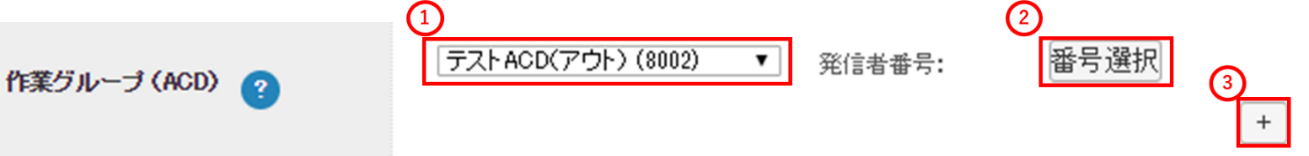 ① ②
テストACD(アウト) (8002) ▼ 発信者番号: 番号選択
作業グループ (ACD) ?
③
+